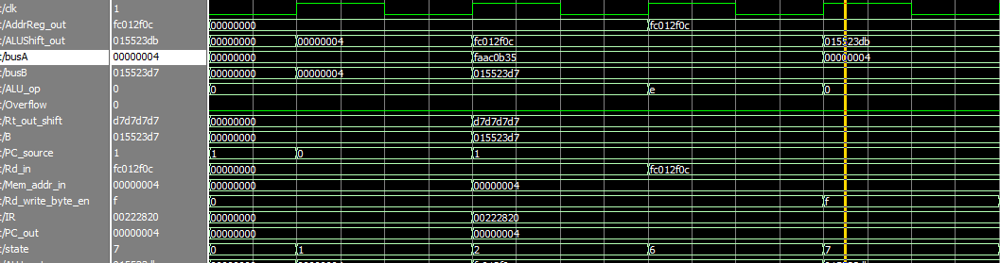 t/clk 1
t/AddrReg_out fc012f0c 00000000 fc012f0c
t/ALUShift_out 015523db 00000000 00000004 fc012f0c 015523db
t/busA 00000004 00000000 faac0b35 00000004
t/busB 015523d7 00000000 00000004 015523d7
t/ALU_op 0 0 e 0
t/Overflow 0
t/Rt_out_shift d7d7d7d7 00000000 d7d7d7d7
t/B 015523d7 00000000 015523d7
t/PC_source 1 1 0 1
t/Rd_in fc012f0c 00000000 fc012f0c
t/Mem_addr_in 00000004 00000000 00000004
t/Rd_write_byte_en f 0 f
t/IR 00222820 00000000 00222820
t/PC_out 00000004 00000000 00000004
t/state 7 0 1 2 6 7